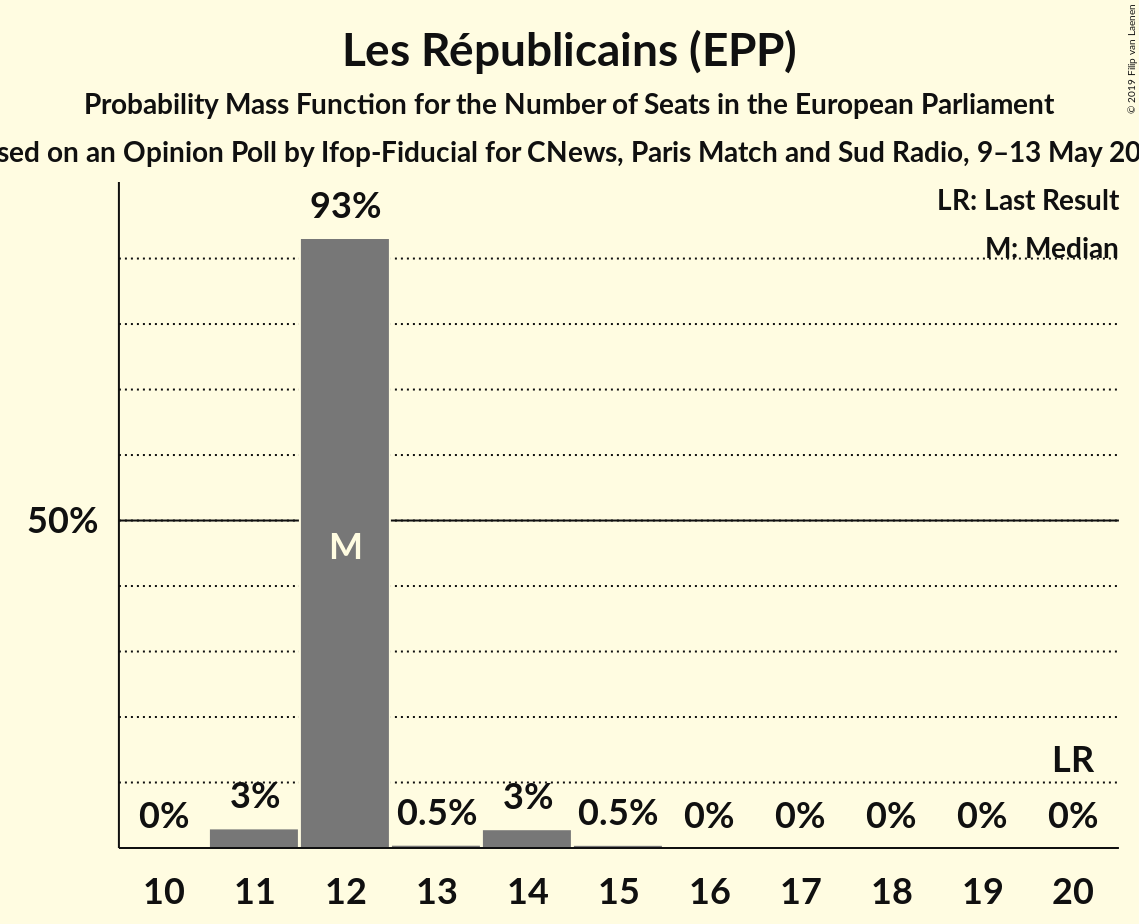 Les Républicains (EPP)
Probability Mass Function for the Number of Seats in the European Parliament
sed on an Opinion Poll by Ifop-Fiducial for CNews, Paris Match and Sud Radio, 9–13 May 20
© 2019 Filip van Laenen
LR: Last Result
M: Median
93%
50%
M
LR
0% 3% 0.5% 3% 0.5% 0% 0% 0% 0% 0%
10 11 12 13 14 15 16 17 18 19 20